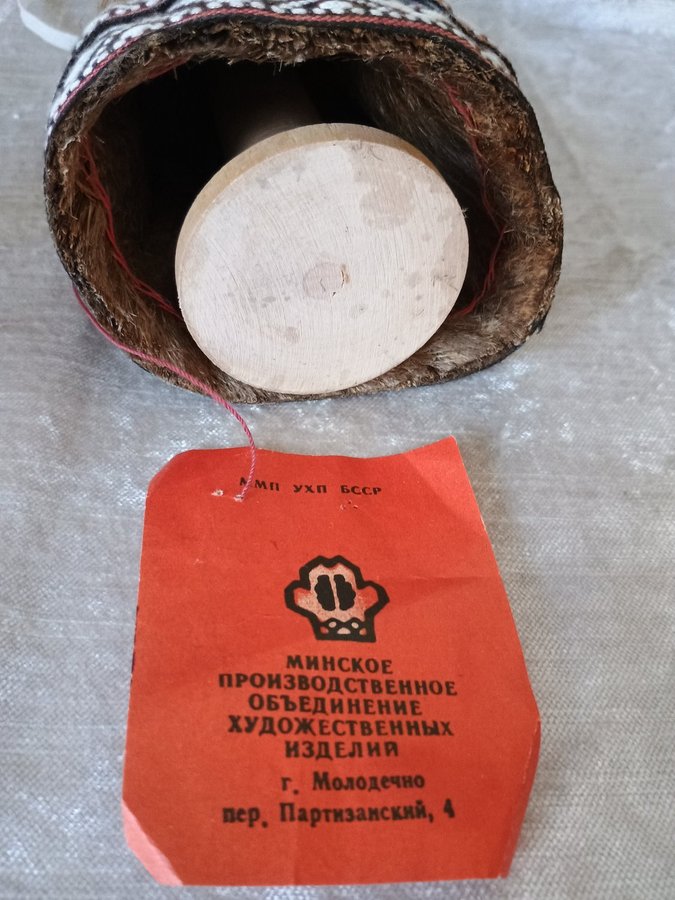 ММП УХП БССР
МИНСКОЕ
ПРОИЗВОДСТВЕННОЕ
ОБЪЕДИНЕНИЕ
ХУДОЖЕСТВЕННЫХ
ИЗДЕЛИЙ
г. Молодечно
пер. Партизанский, 4